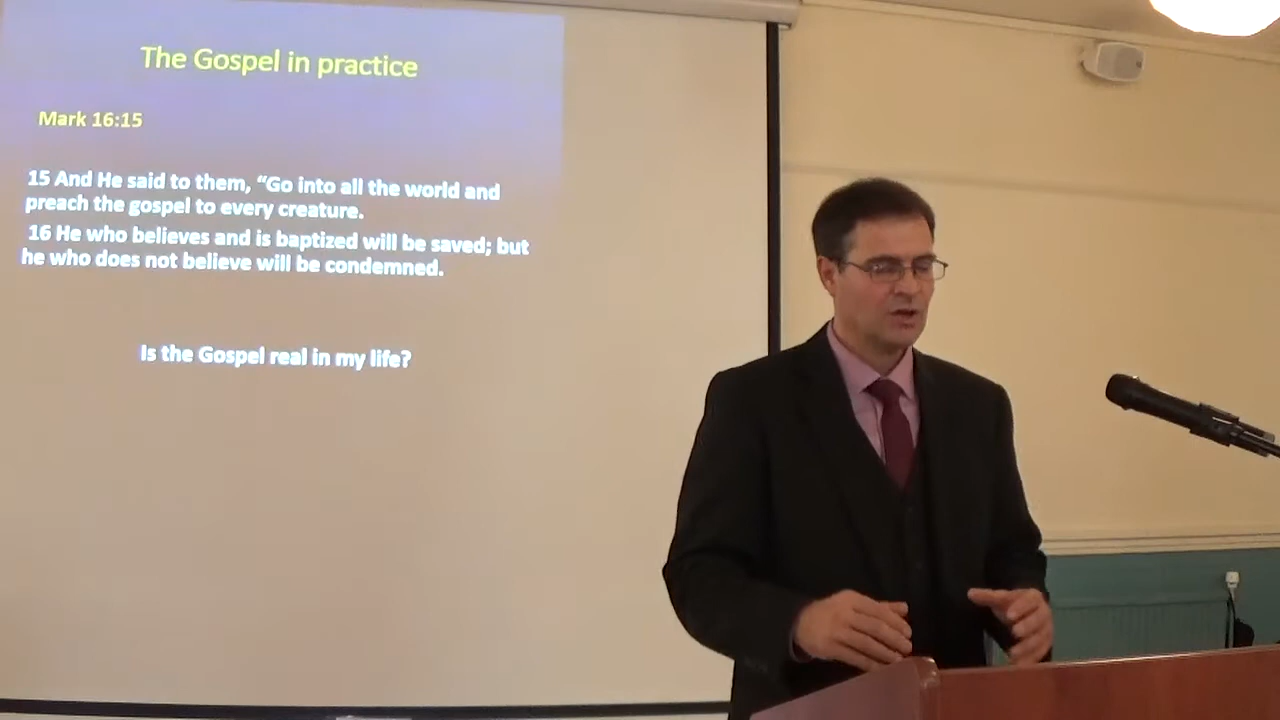 The Gospel in practice
Mark 16:15
15 And He said to them, “Go into all the world and
preach the gospel to every creature.
16 He who believes and is baptized will be saved; but
he who does not believe will be condemned.
Is the Gospel real in my life?